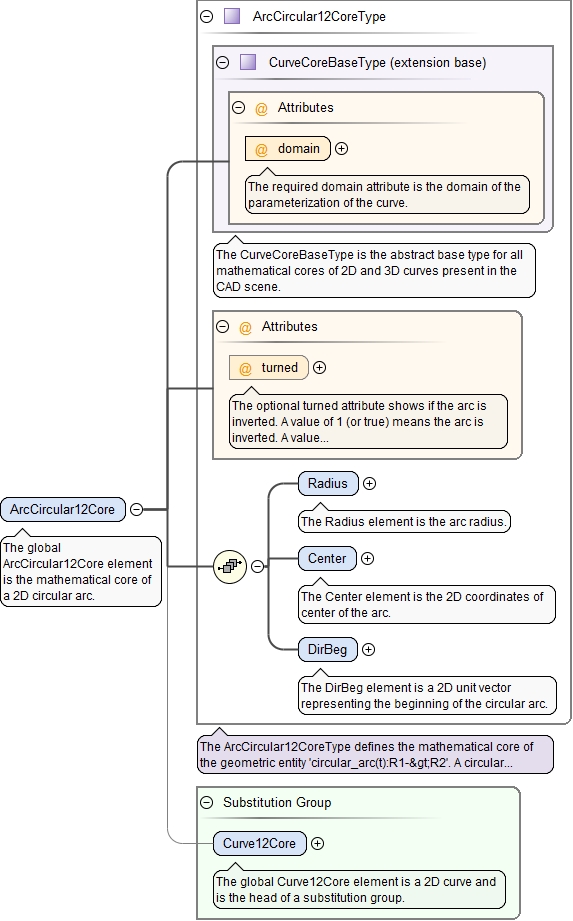 ArcCircular12CoreType
CurveCoreBaseType (extension base)
@ Attributes
@ domain
The required domain attribute is the domain of the
parameterization of the curve.
The CurveCoreBaseType is the abstract base type for all
mathematical cores of 2D and 3D curves present in the
CAD scene.
@ Attributes
@ turned
The optional turned attribute shows if the arc is
inverted. A value of 1 (or true) means the arc is
inverted. A value...
Radius
The Radius element is the arc radius.
ArcCircular12Core
The global
ArcCircular12Core element
is the mathematical core of
a 2D circular arc.
Center
The Center element is the 2D coordinates of
center of the arc.
DirBeg
The DirBeg element is a 2D unit vector
representing the beginning of the circular arc.
The ArcCircular12CoreType defines the mathematical core of
the geometric entity 'circular_arc(t):R1-&gt;R2'. A circular...
Substitution Group
Curve12Core
The global Curve12Core element is a 2D curve and
is the head of a substitution group.